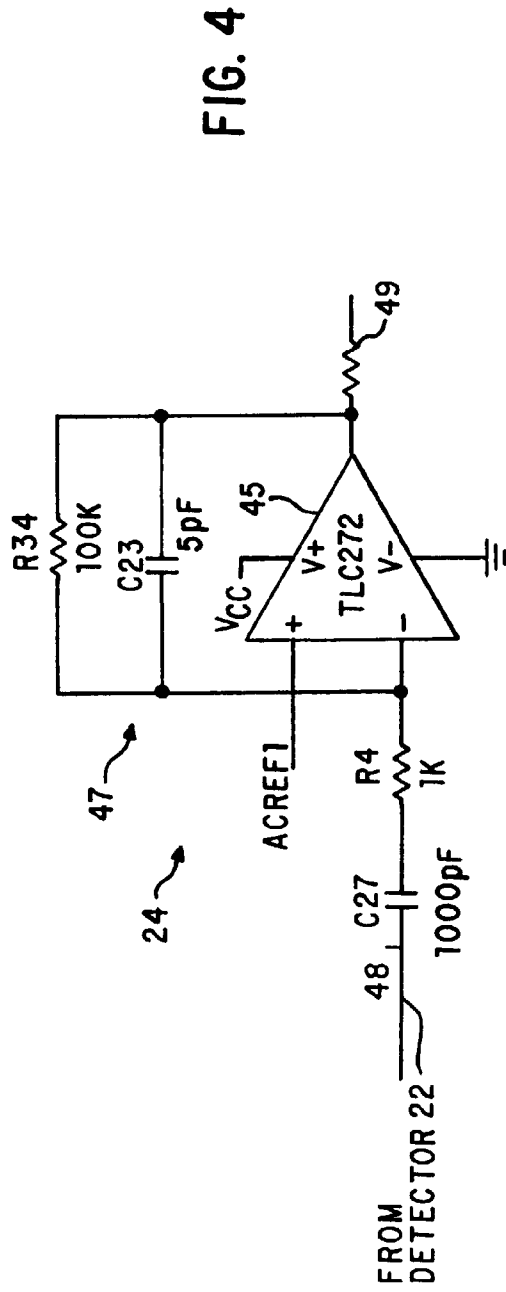 FIG. 4
R34
100K
C23
5pF
47
24
VCC
45
V+
TLC272
V-
+
-
49
ACREF1
R4
1K
C27
1000pF
48
FROM
DETECTOR 22